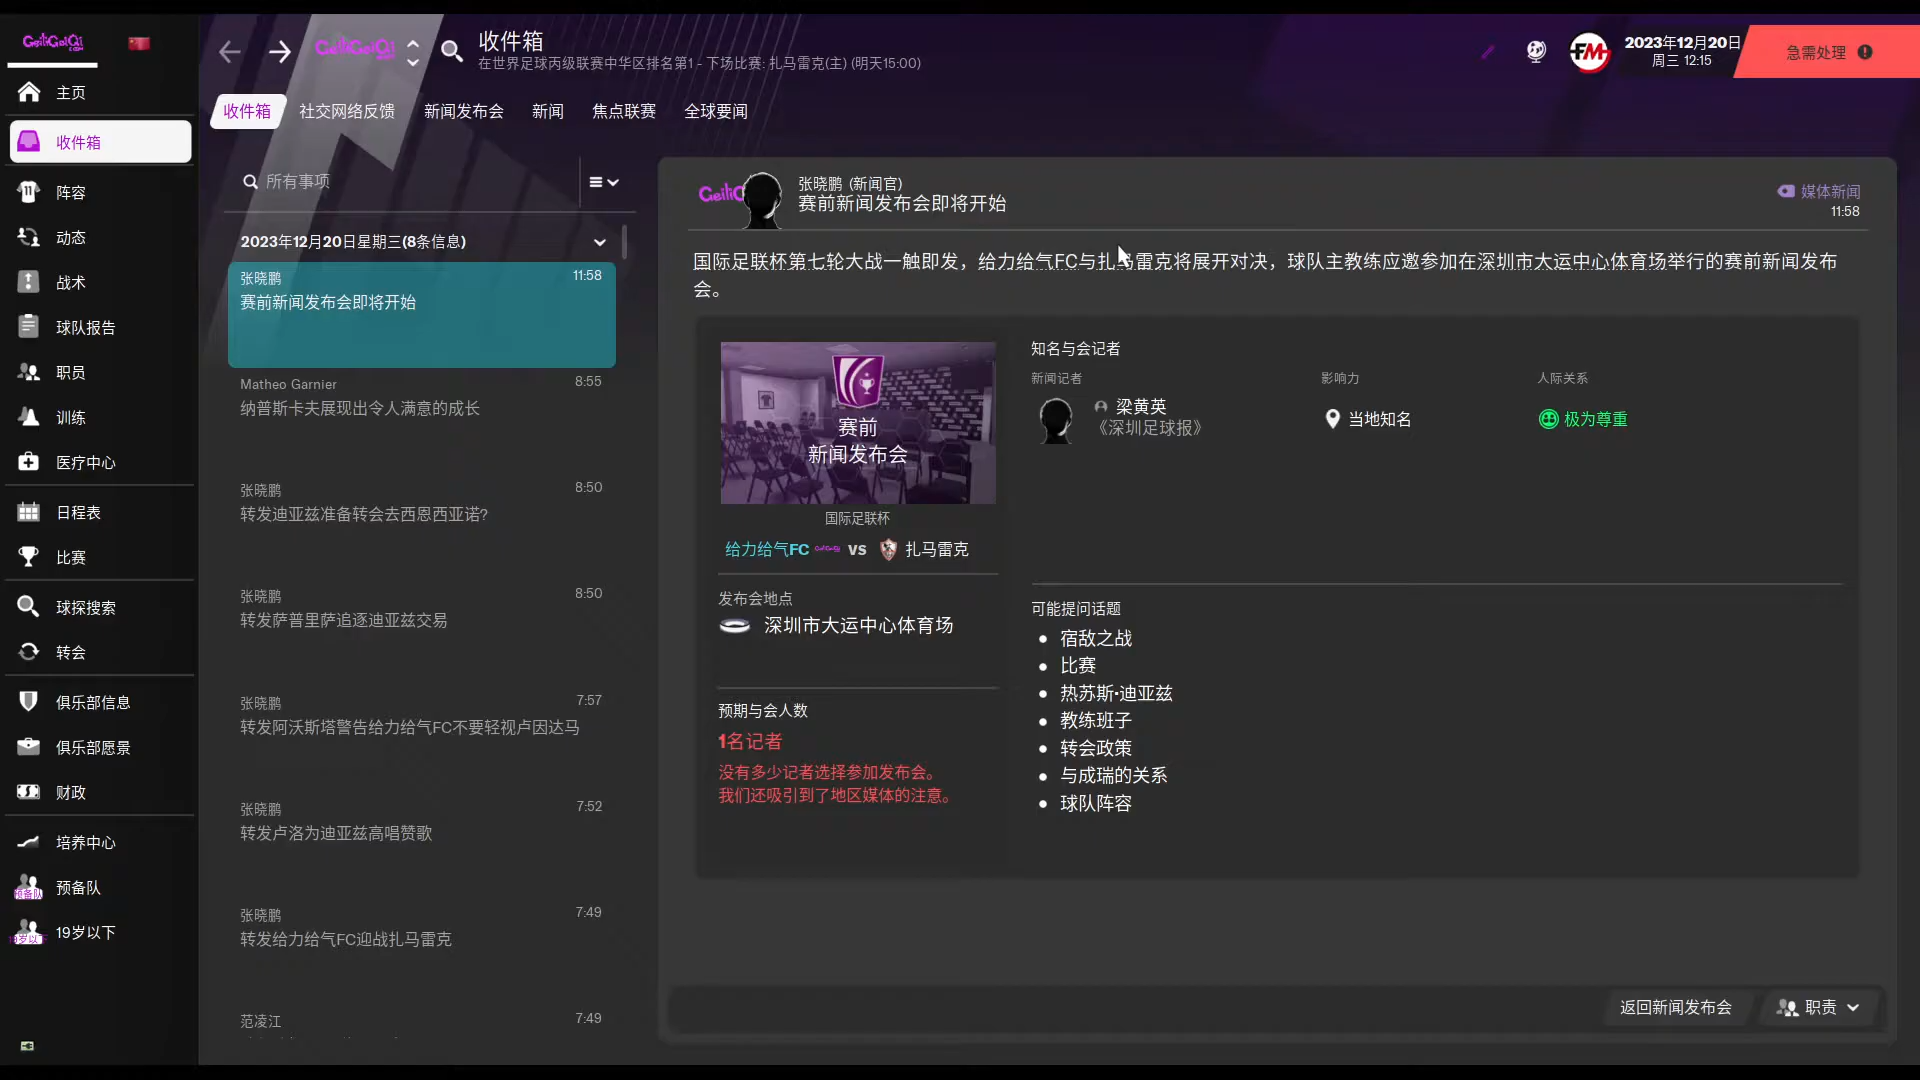 GeiliGeiQi
.COM
主页
收件箱
阵容
动态
战术
球队报告
职员
训练
医疗中心
日程表
比赛
球探搜索
转会
俱乐部信息
俱乐部愿景
财政
培养中心
预备队
预备队
19岁以下
19岁以下
GeiliGeiQi
收件箱
在世界足球丙级联赛中华区排名第1 - 下场比赛: 扎马雷克(主) (明天15:00)
FM
2023年12月20日
周三 12:15
急需处理
收件箱
社交网络反馈
新闻发布会
新闻
焦点联赛
全球要闻
所有事项
2023年12月20日星期三(8条信息)
张晓鹏
11:58
赛前新闻发布会即将开始
Matheo Garnier
8:55
纳普斯卡夫展现出令人满意的成长
张晓鹏
8:50
转发迪亚兹准备转会去西恩西亚诺?
张晓鹏
8:50
转发萨普里萨追逐迪亚兹交易
张晓鹏
7:57
转发阿沃斯塔警告给力给气FC不要轻视卢因达马
张晓鹏
7:52
转发卢洛为迪亚兹高唱赞歌
张晓鹏
7:49
转发给力给气FC迎战扎马雷克
范凌江
7:49
张晓鹏 (新闻官)
赛前新闻发布会即将开始
媒体新闻
11:58
国际足联杯第七轮大战一触即发，给力给气FC与扎马雷克将展开对决，球队主教练应邀参加在深圳市大运中心体育场举行的赛前新闻发布
会。
赛前
新闻发布会
国际足联杯
给力给气FC vs 扎马雷克
发布会地点
深圳市大运中心体育场
预期与会人数
1名记者
没有多少记者选择参加发布会。
我们还吸引到了地区媒体的注意。
知名与会记者
新闻记者
影响力
人际关系
梁黄英
《深圳足球报》
当地知名
极为尊重
可能提问话题
宿敌之战
比赛
热苏斯·迪亚兹
教练班子
转会政策
与成瑞的关系
球队阵容
返回新闻发布会
职责